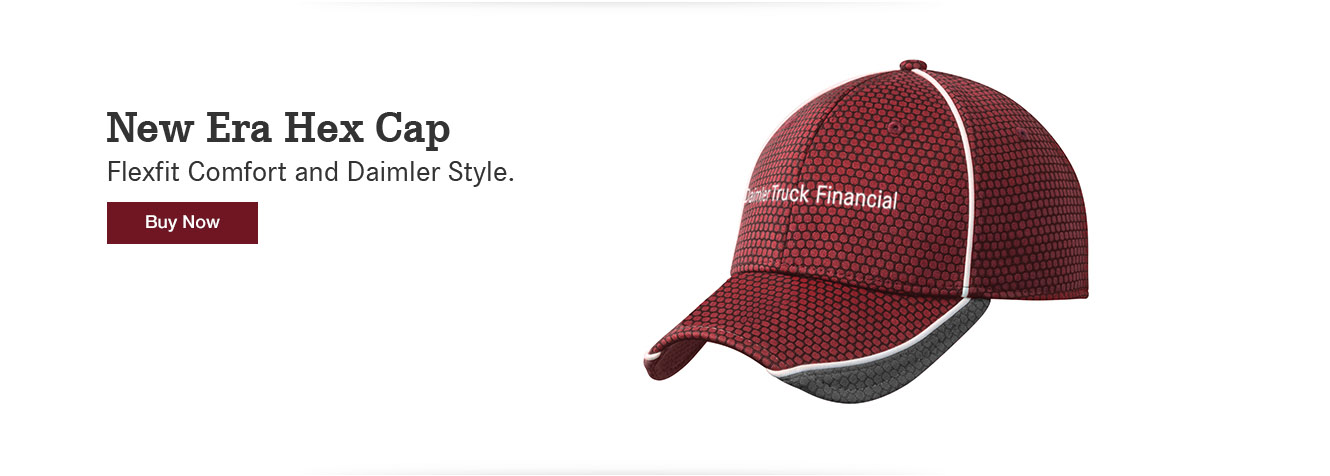 New Era Hex Cap
Flexfit Comfort and Daimler Style.
Buy Now
Daimler Truck Financial